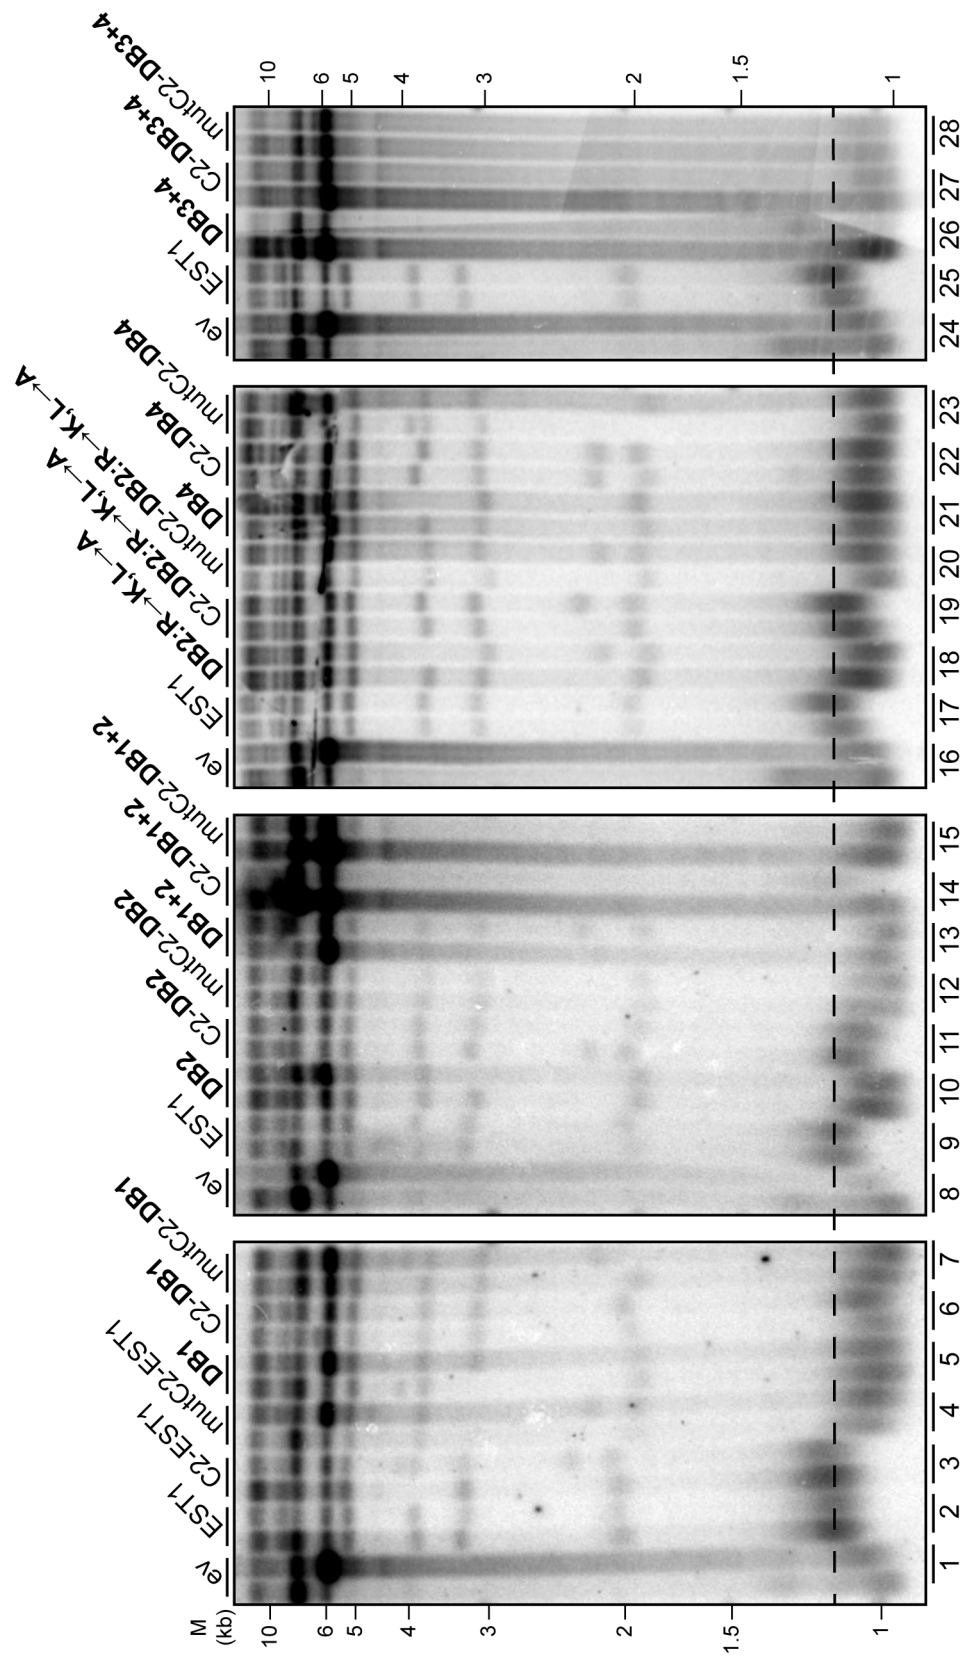 M
(kb)
10
6
5
4
3
2
1.5
1
ev
EST1
C2-EST1
mutC2-EST1
DB1
C2-DB1
mutC2-DB1
1
2
3
4
5
6
7
ev
EST1
DB2
C2-DB2
mutC2-DB2
DB1+2
C2-DB1+2
mutC2-DB1+2
8
9
10
11
12
13
14
15
ev
EST1
DB2:R→K,L→A
C2-DB2:R→K,L→A
mutC2-DB2:R→K,L→A
DB4
C2-DB4
mutC2-DB4
16
17
18
19
20
21
22
23
ev
EST1
DB3+4
C2-DB3+4
mutC2-DB3+4
24
25
26
27
28
10
6
5
4
3
2
1.5
1